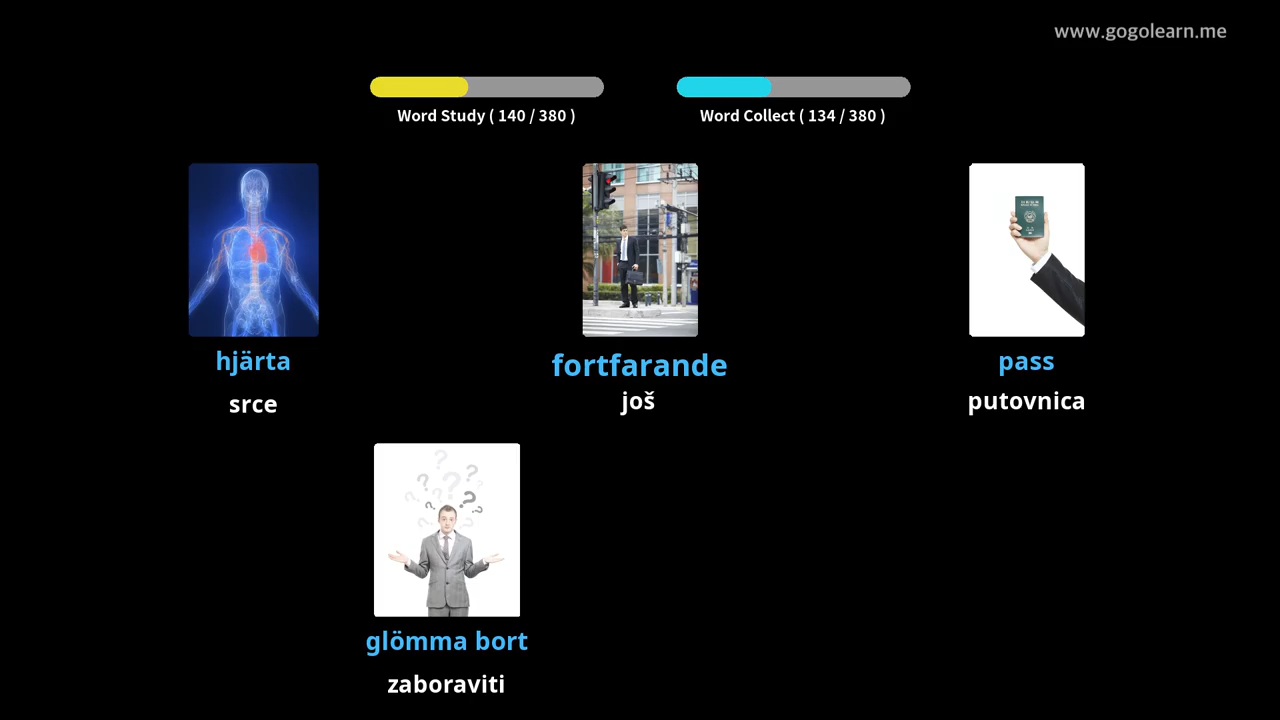 www.gogolearn.me
Word Study ( 140 / 380 )
Word Collect ( 134 / 380 )
hjärta
srce
fortfarande
još
pass
putovnica
glömma bort
zaboraviti